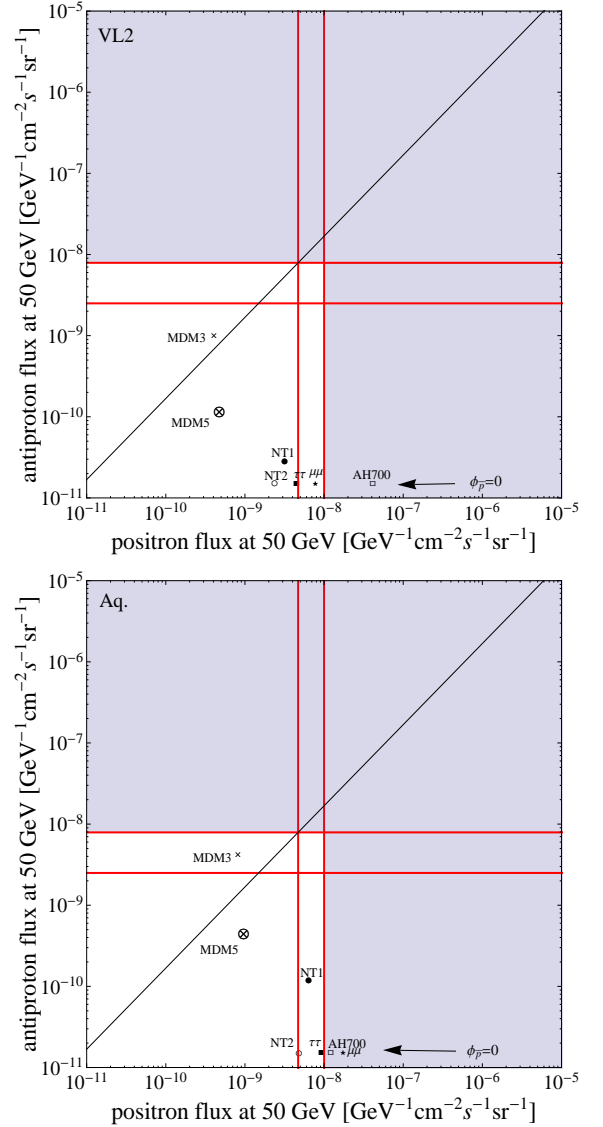 VL2
antiproton flux at 50 GeV [GeV⁻¹cm⁻²s⁻¹sr⁻¹]
10⁻⁵
10⁻⁶
10⁻⁷
10⁻⁸
10⁻⁹
10⁻¹⁰
10⁻¹¹
MDM3
MDM5
NT1
NT2 ττ μμ AH700 ϕp̅=0
10⁻¹¹ 10⁻¹⁰ 10⁻⁹ 10⁻⁸ 10⁻⁷ 10⁻⁶ 10⁻⁵
positron flux at 50 GeV [GeV⁻¹cm⁻²s⁻¹sr⁻¹]
Aq.
antiproton flux at 50 GeV [GeV⁻¹cm⁻²s⁻¹sr⁻¹]
10⁻⁵
10⁻⁶
10⁻⁷
10⁻⁸
10⁻⁹
10⁻¹⁰
10⁻¹¹
MDM3
MDM5
NT1
NT2 ττ AH700 μμ ϕp̅=0
10⁻¹¹ 10⁻¹⁰ 10⁻⁹ 10⁻⁸ 10⁻⁷ 10⁻⁶ 10⁻⁵
positron flux at 50 GeV [GeV⁻¹cm⁻²s⁻¹sr⁻¹]